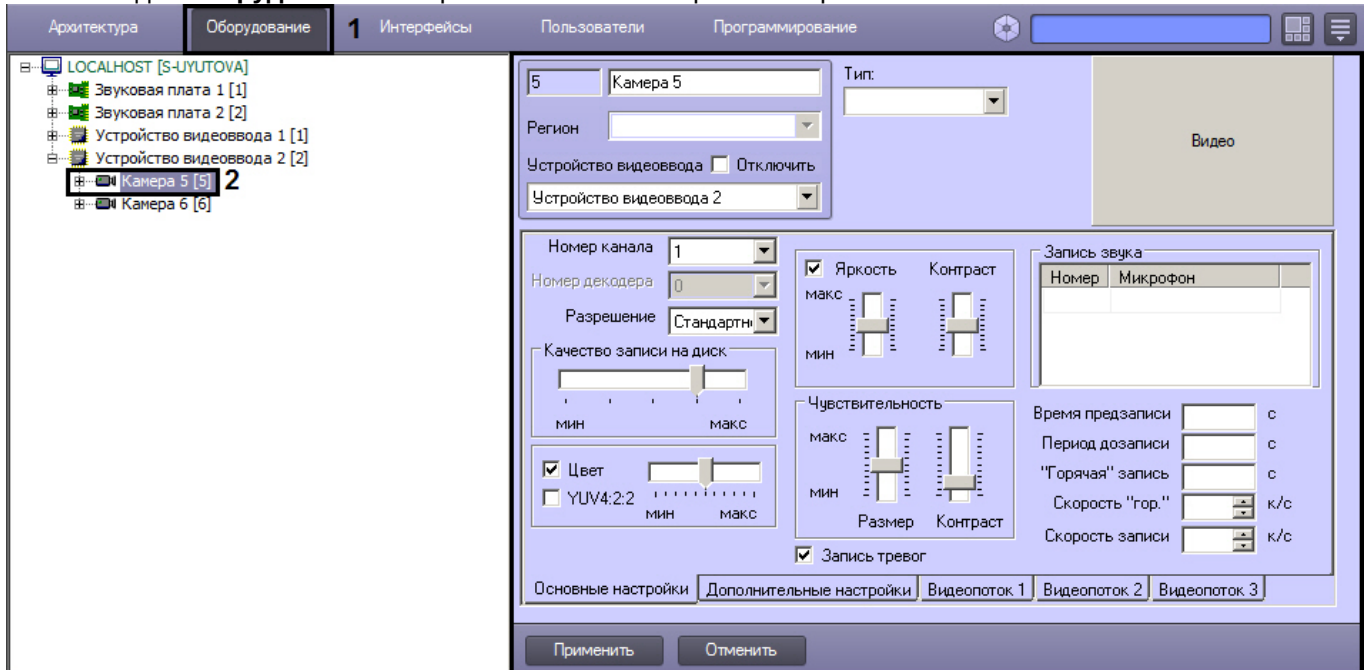 Архитектура Оборудование 1 Интерфейсы Пользователи Программирование
LOCALHOST [S-UYUTOVA]
Звуковая плата 1 [1]
Звуковая плата 2 [2]
Устройство видеоввода 1 [1]
Устройство видеоввода 2 [2]
Камера 5 [5] 2
Камера 6 [6]
5 Камера 5
Тип:
Регион
Устройство видеоввода Отключить
Устройство видеоввода 2
Видео
Номер канала 1
Номер декодера 0
Разрешение Стандартн
Качество записи на диск
мин макс
Цвет
YUV4:2:2
мин макс
Яркость Контраст
макс
мин
Чувствительность
макс
мин
Размер Контраст
Запись тревог
Запись звука
Номер Микрофон
Время предзаписи с
Период дозаписи с
"Горячая" запись с
Скорость "гор." к/с
Скорость записи к/с
Основные настройки Дополнительные настройки Видеопоток 1 Видеопоток 2 Видеопоток 3
Применить Отменить